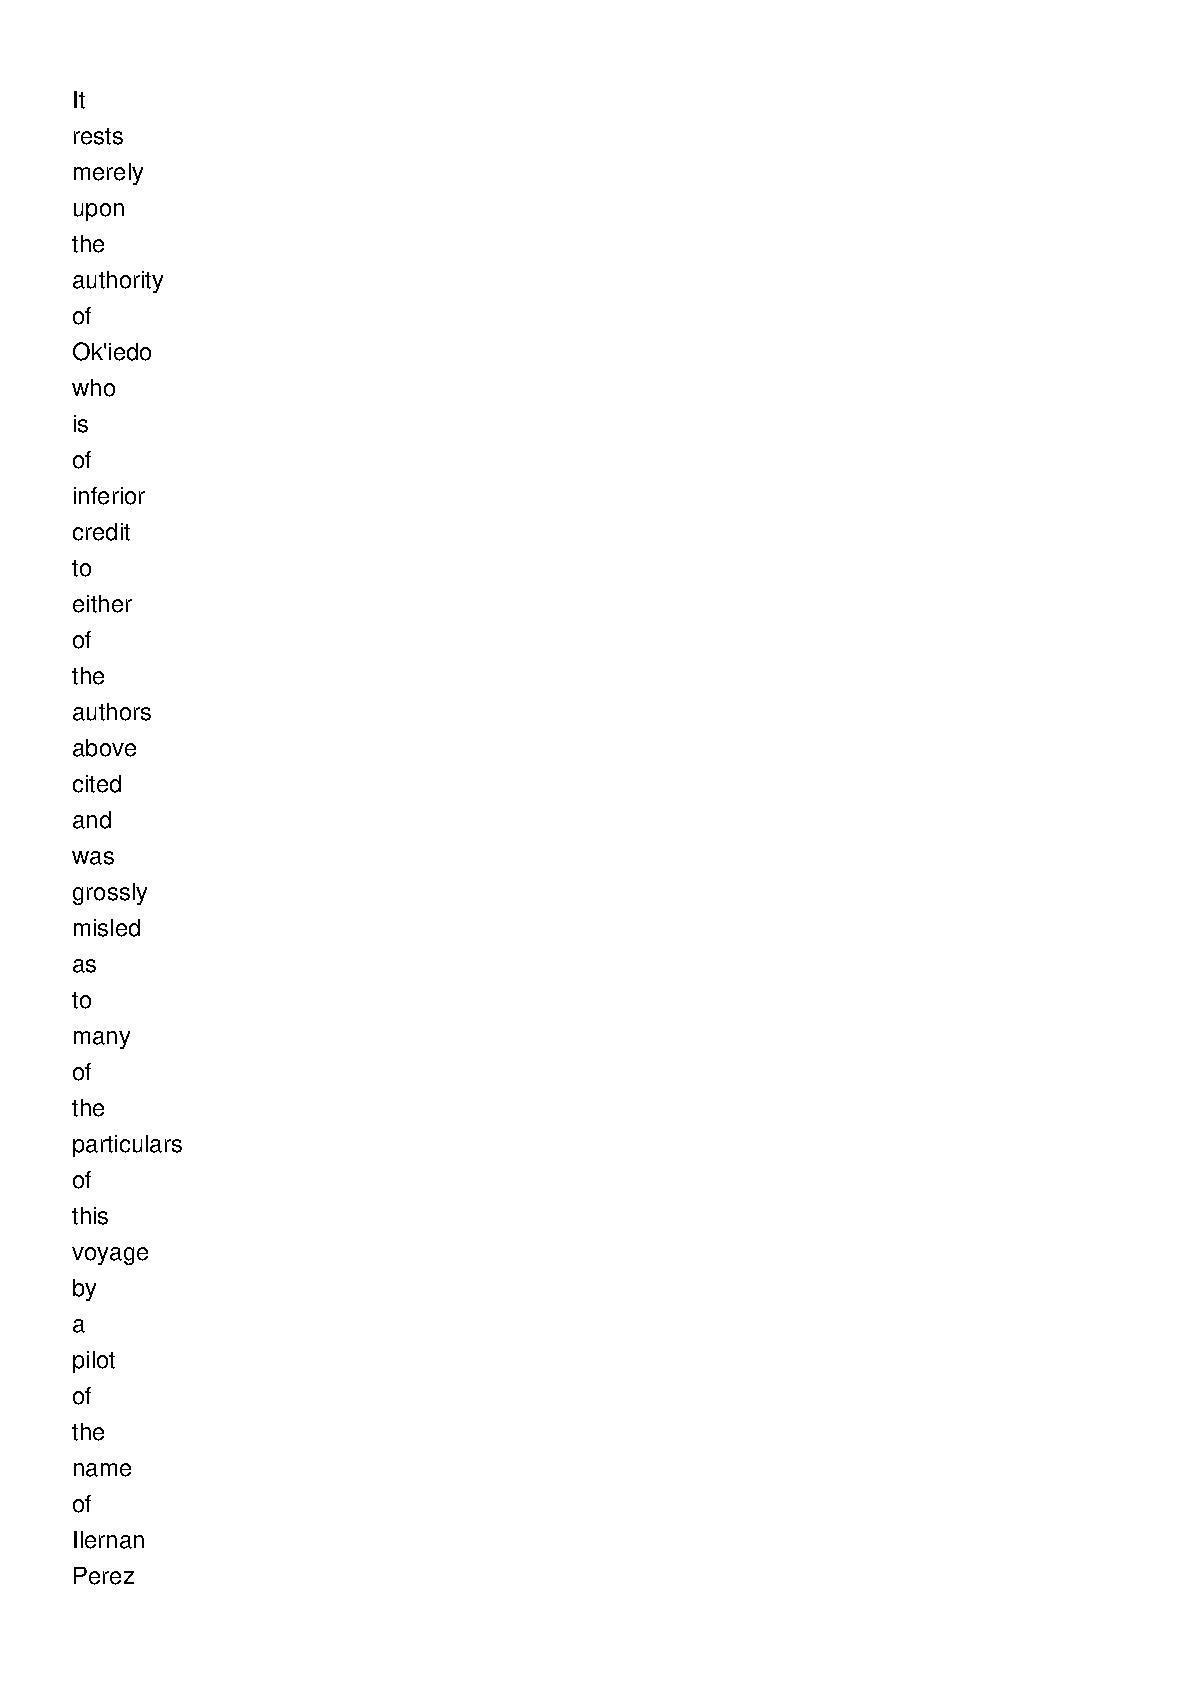 It
rests
merely
upon
the
authority
of
Ok'iedo
who
is
of
inferior
credit
to
either
of
the
authors
above
cited
and
was
grossly
misled
as
to
many
of
the
particulars
of
this
voyage
by
a
pilot
of
the
name
of
Ilernan
Perez